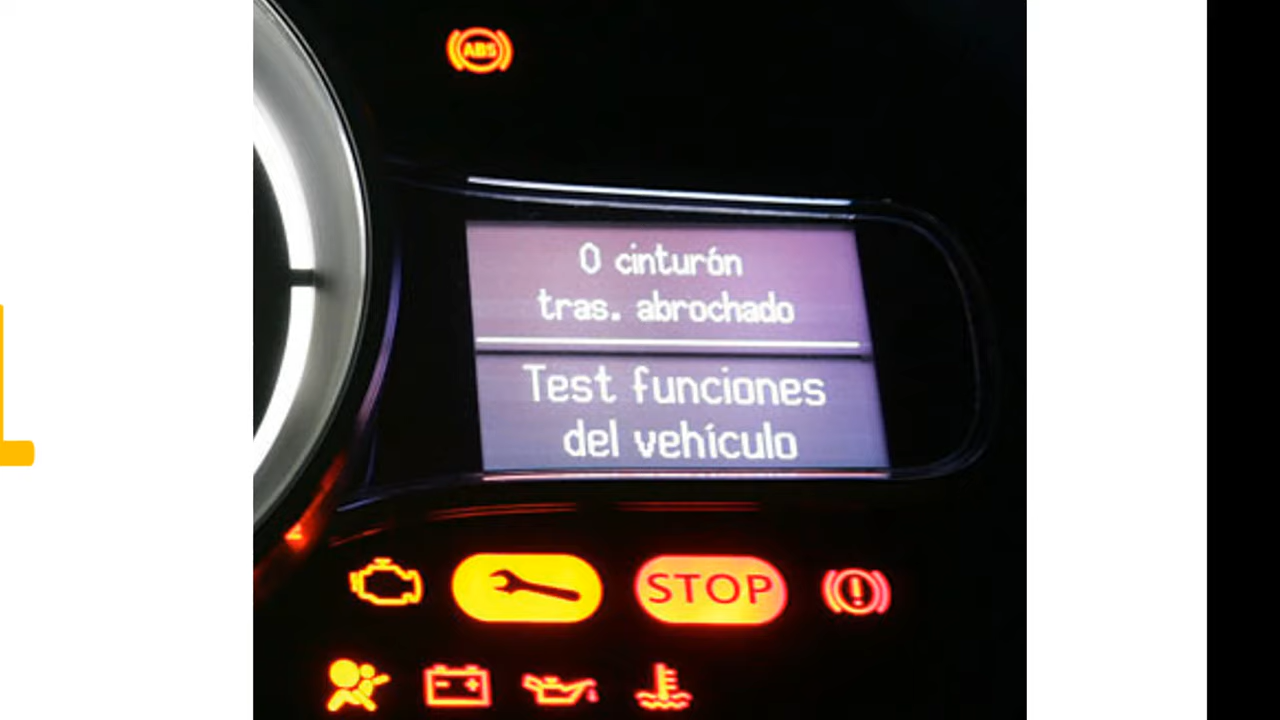 ABS
0 cinturón
tras. abrochado
Test funciones
del vehículo
STOP